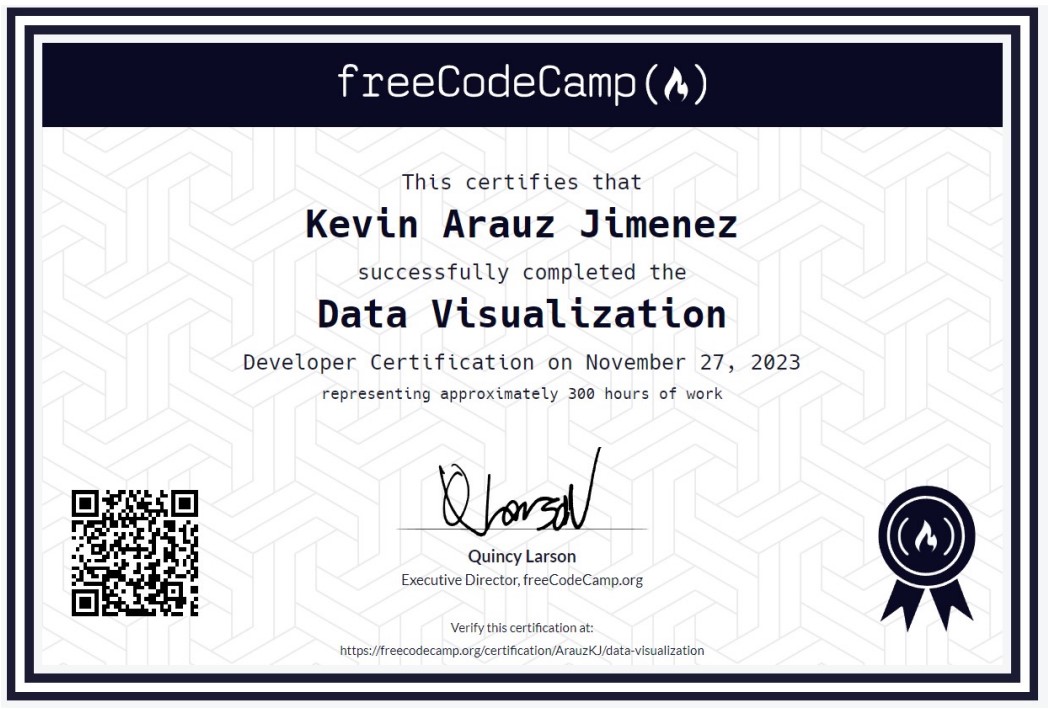 freeCodeCamp
This certifies that
Kevin Arauz Jimenez
successfully completed the
Data Visualization
Developer Certification on November 27, 2023
representing approximately 300 hours of work
Q Larson
Quincy Larson
Executive Director, freeCodeCamp.org
Verify this certification at:
https://freecodecamp.org/certification/ArauzKJ/data-visualization